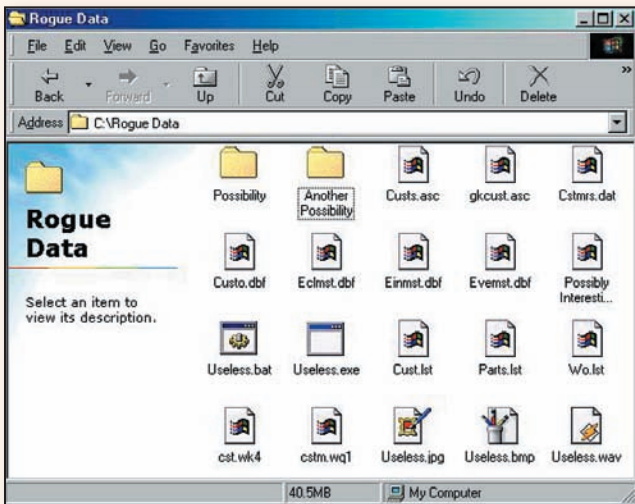 Rogue Data
File Edit View Go Favorites Help
Back Forward Up Cut Copy Paste Undo Delete
Address C:\Rogue Data
Rogue
Data
Select an item to
view its description.
Possibility Another Custs.asc gkcust.asc Cstmrs.dat
Possibility
Custo.dbf Eclmst.dbf Einmst.dbf Evemst.dbf Possibly
Interesti...
Useless.bat Useless.exe Cust.lst Parts.lst Wo.lst
cst.wk4 cstm.wq1 Useless.jpg Useless.bmp Useless.wav
40.5MB My Computer